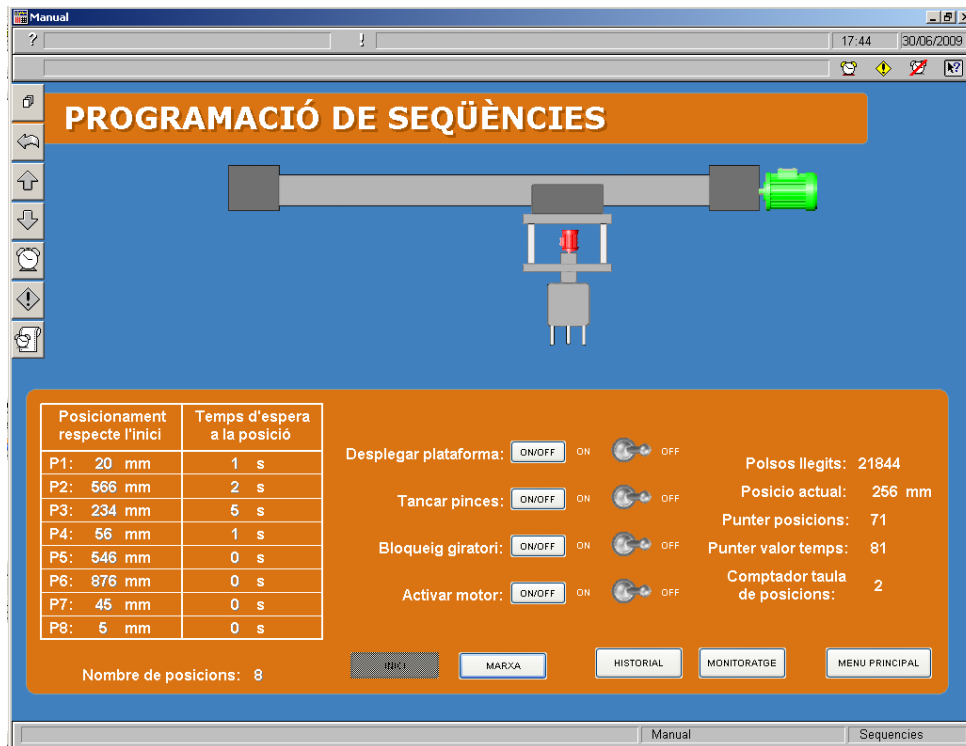 Manual
17:44 30/06/2009
PROGRAMACIÓ DE SEQÜÈNCIES
Posicionament respecte l'inici
Temps d'espera a la posició
P1: 20 mm 1 s
P2: 566 mm 2 s
P3: 234 mm 5 s
P4: 56 mm 1 s
P5: 546 mm 0 s
P6: 876 mm 0 s
P7: 45 mm 0 s
P8: 5 mm 0 s
Nombre de posicions: 8
Desplegar plataforma: ON/OFF ON OFF
Tancar pinces: ON/OFF ON OFF
Bloqueig giratori: ON/OFF ON OFF
Activar motor: ON/OFF ON OFF
Polsos llegits: 21844
Posicio actual: 256 mm
Punter posicions: 71
Punter valor temps: 81
Comptador taula
de posicions: 2
INICI
MARXA
HISTORIAL
MONITORATGE
MENU PRINCIPAL
Manual
Sequencies